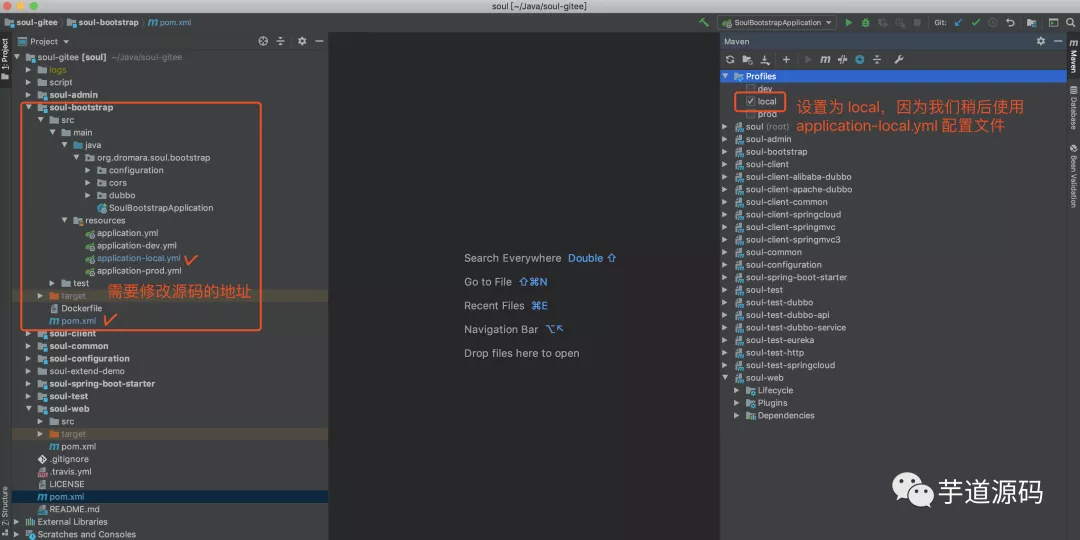 soul [~/Java/soul-gitee]
soul-gitee
soul-bootstrap
pom.xml
SoulBootstrapApplication
Git:
1: Project
Project
soul-gitee [soul] ~/Java/soul-gitee
logs
script
soul-admin
soul-bootstrap
src
main
java
org.dromara.soul.bootstrap
configuration
cors
dubbo
SoulBootstrapApplication
resources
application.yml
application-dev.yml
application-local.yml
application-prod.yml
test
target
需要修改源码的地址
Dockerfile
pom.xml
soul-client
soul-common
soul-configuration
soul-extend-demo
soul-spring-boot-starter
soul-test
soul-web
src
target
pom.xml
.gitignore
.travis.yml
LICENSE
pom.xml
README.md
External Libraries
Scratches and Consoles
7: Structure
Search Everywhere Double ⇧
Go to File ⇧⌘N
Recent Files ⌘E
Navigation Bar ⌥↖
Drop files here to open
Maven
Profiles
dev
local
prod
设置为 local，因为我们稍后使用
application-local.yml 配置文件
soul (root)
soul-admin
soul-bootstrap
soul-client
soul-client-alibaba-dubbo
soul-client-apache-dubbo
soul-client-common
soul-client-springcloud
soul-client-springmvc
soul-client-springmvc3
soul-common
soul-configuration
soul-spring-boot-starter
soul-test
soul-test-dubbo
soul-test-dubbo-api
soul-test-dubbo-service
soul-test-eureka
soul-test-http
soul-test-springcloud
soul-web
Lifecycle
Plugins
Dependencies
Maven
Database
Bean Validation
芋道源码